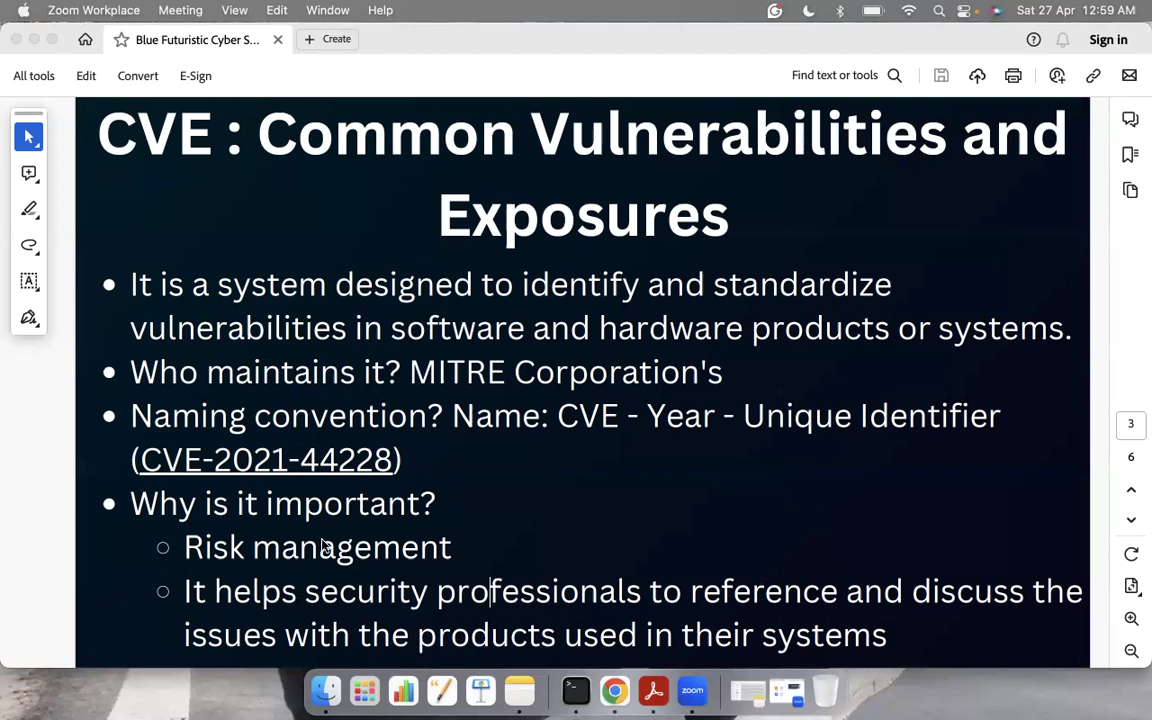 Zoom Workplace Meeting View Edit Window Help Sat 27 Apr 12:59 AM
Blue Futuristic Cyber S... Create Sign in
All tools Edit Convert E-Sign Find text or tools
CVE : Common Vulnerabilities and
Exposures
It is a system designed to identify and standardize
vulnerabilities in software and hardware products or systems.
Who maintains it? MITRE Corporation's
Naming convention? Name: CVE - Year - Unique Identifier
(CVE-2021-44228)
Why is it important?
Risk management
It helps security professionals to reference and discuss the
issues with the products used in their systems
3
6
zoom